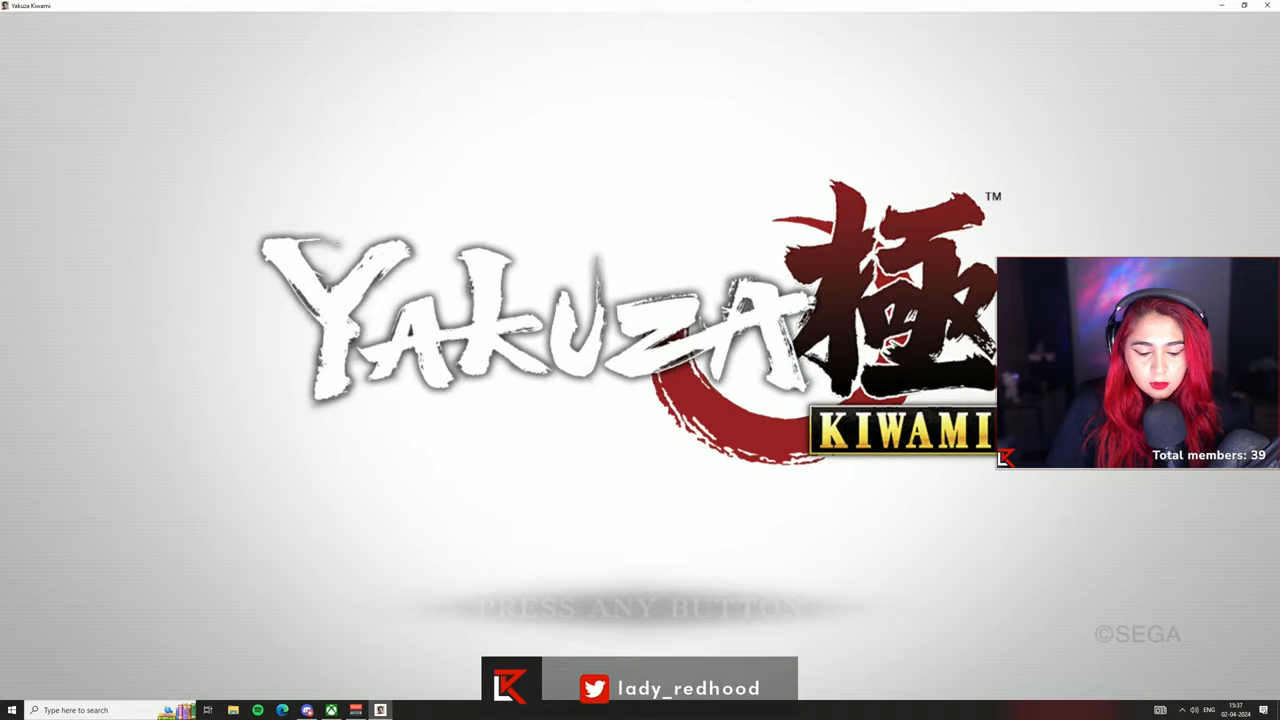 Yakuza Kiwami
YAKUZA 極 ™
KIWAMI
Total members: 39
PRESS ANY BUTTON
©SEGA
lady_redhood
Type here to search
ENG
15:37
02-04-2024